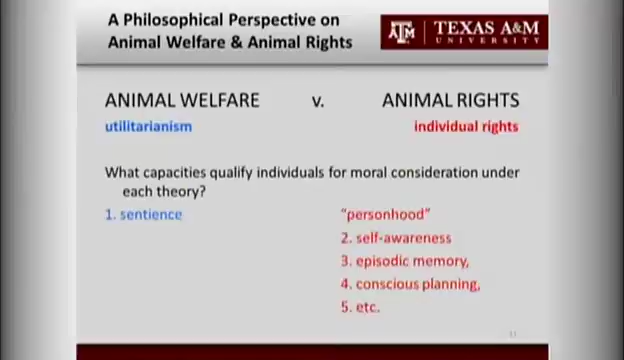 A Philosophical Perspective on
Animal Welfare & Animal Rights
ATM TEXAS A&M
UNIVERSITY
ANIMAL WELFARE v. ANIMAL RIGHTS
utilitarianism individual rights
What capacities qualify individuals for moral consideration under
each theory?
1. sentience "personhood"
2. self-awareness
3. episodic memory,
4. conscious planning,
5. etc.